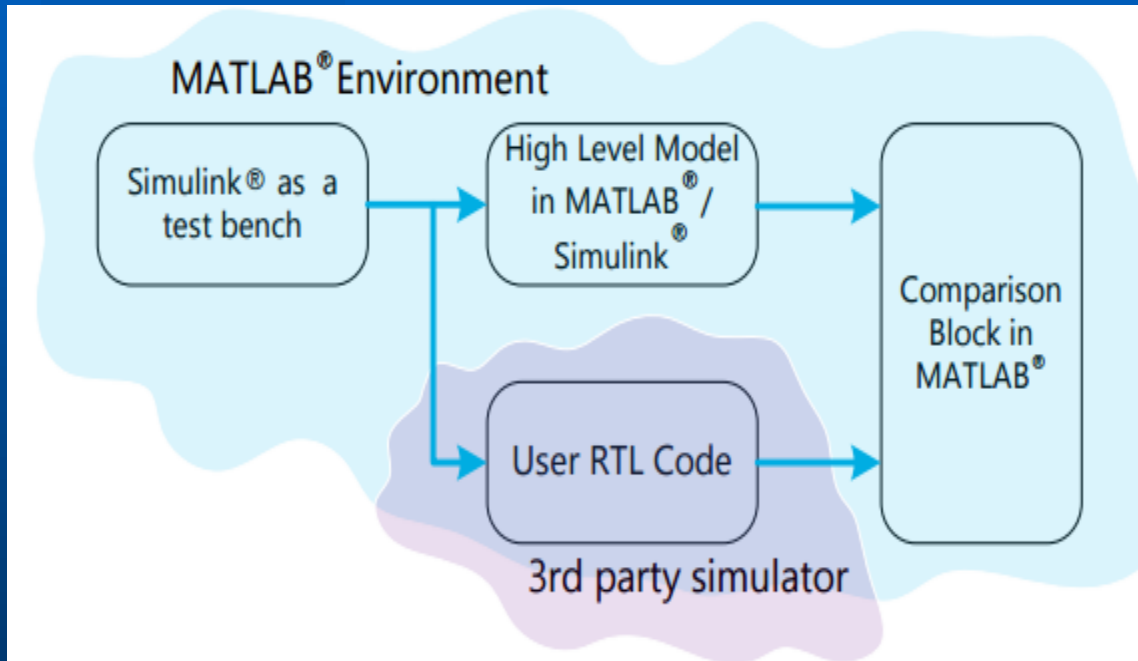 MATLAB® Environment
Simulink® as a
test bench
High Level Model
in MATLAB® /
Simulink®
Comparison
Block in
MATLAB®
User RTL Code
3rd party simulator